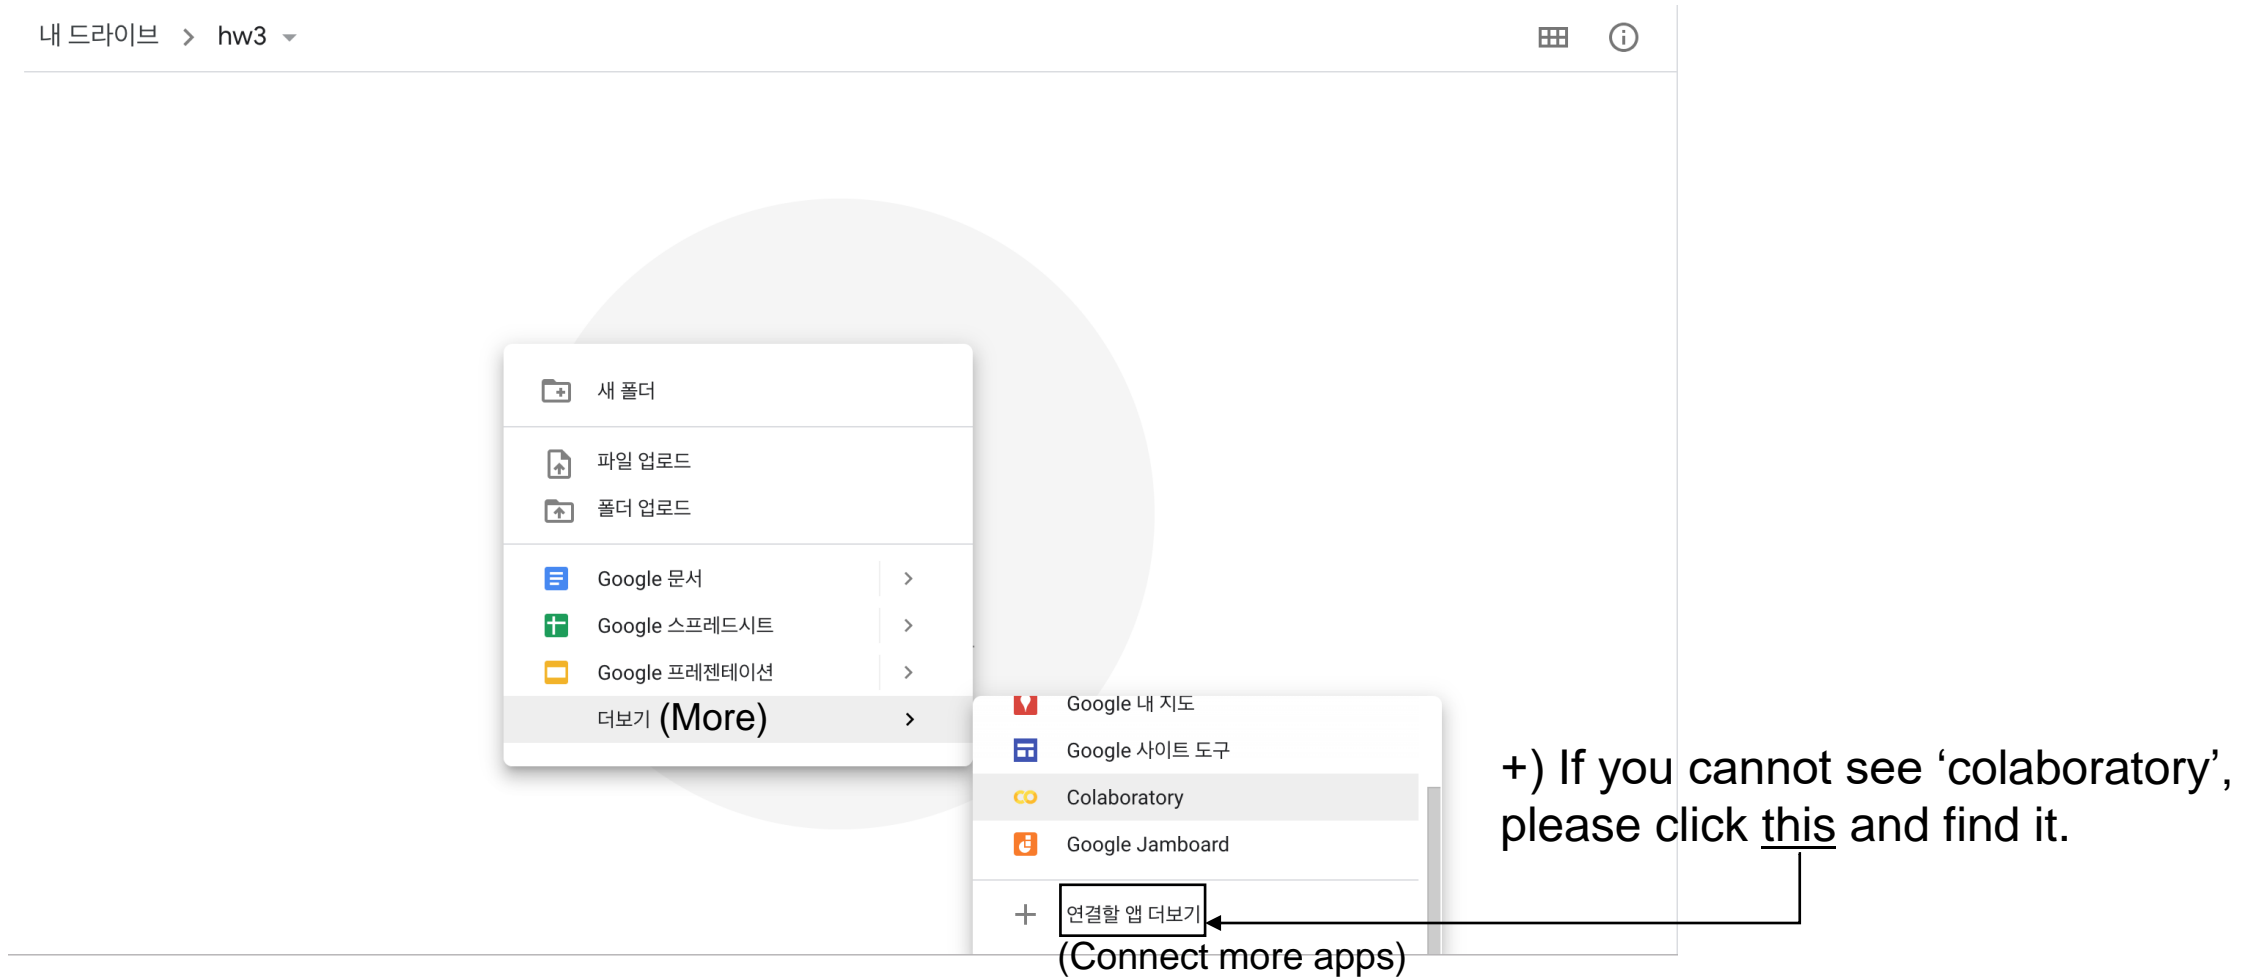 내 드라이브 > hw3
새 폴더
파일 업로드
폴더 업로드
Google 문서
Google 스프레드시트
Google 프레젠테이션
더보기 (More)
Google 내 지도
Google 사이트 도구
Colaboratory
Google Jamboard
연결할 앱 더보기
(Connect more apps)
+) If you cannot see ‘colaboratory’,
please click this and find it.